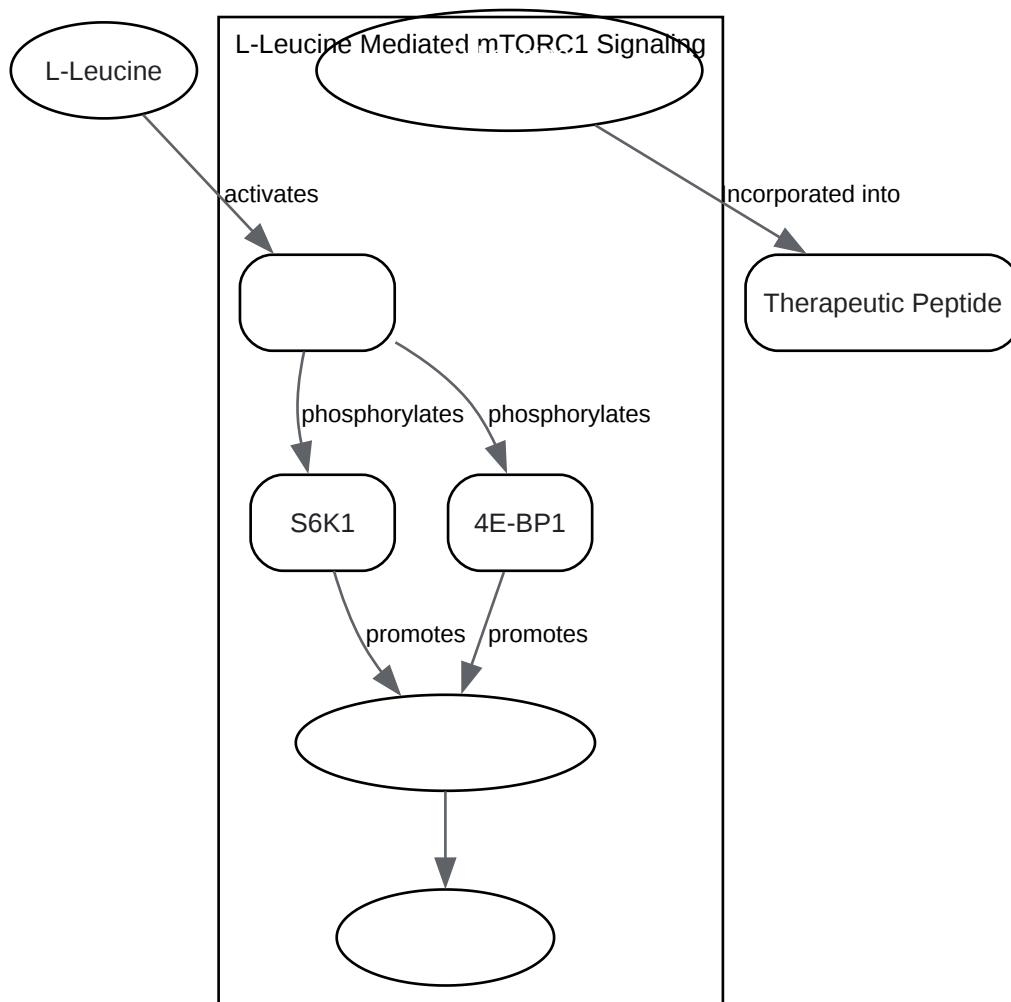 L-Leucine Mediated mTORC1 Signaling
L-Leucine
activates
Incorporated into
Therapeutic Peptide
phosphorylates
phosphorylates
S6K1
4E-BP1
promotes
promotes